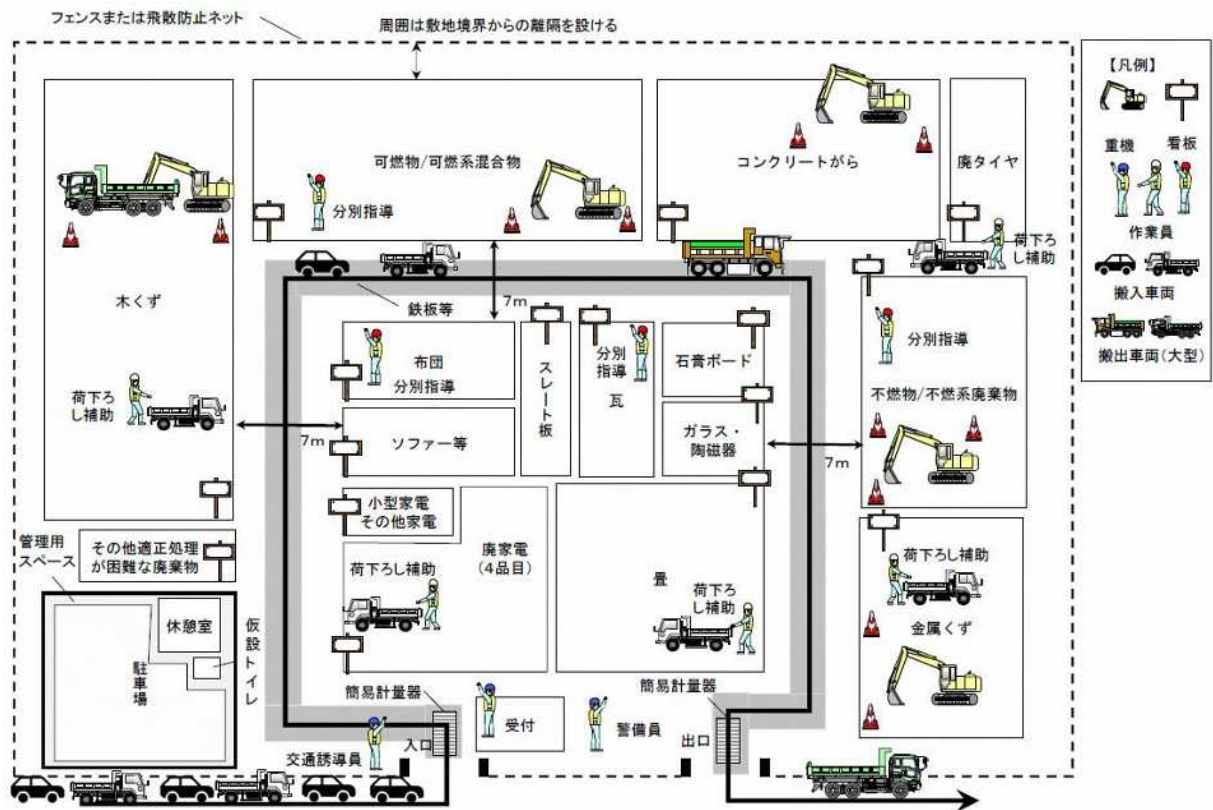 フェンスまたは飛散防止ネット
周囲は敷地境界からの離隔を設ける
【凡例】
重機
看板
作業員
搬入車両
搬出車両(大型)
可燃物/可燃系混合物
分別指導
コンクリートがら
廃タイヤ
荷下ろ
し補助
木くず
鉄板等
7m
布団
分別指導
スレート板
分別
指導
瓦
石膏ボード
分別指導
不燃物/不燃系廃棄物
荷下ろ
し補助
7m
ソファー等
ガラス・
陶磁器
7m
小型家電
その他家電
廃家電
(4品目)
荷下ろし補助
畳
荷下ろ
し補助
荷下ろし補助
金属くず
管理用
スペース
その他適正処理
が困難な廃棄物
休憩室
仮設トイレ
駐車場
簡易計量器
簡易計量器
受付
警備員
交通誘導員
入口
出口